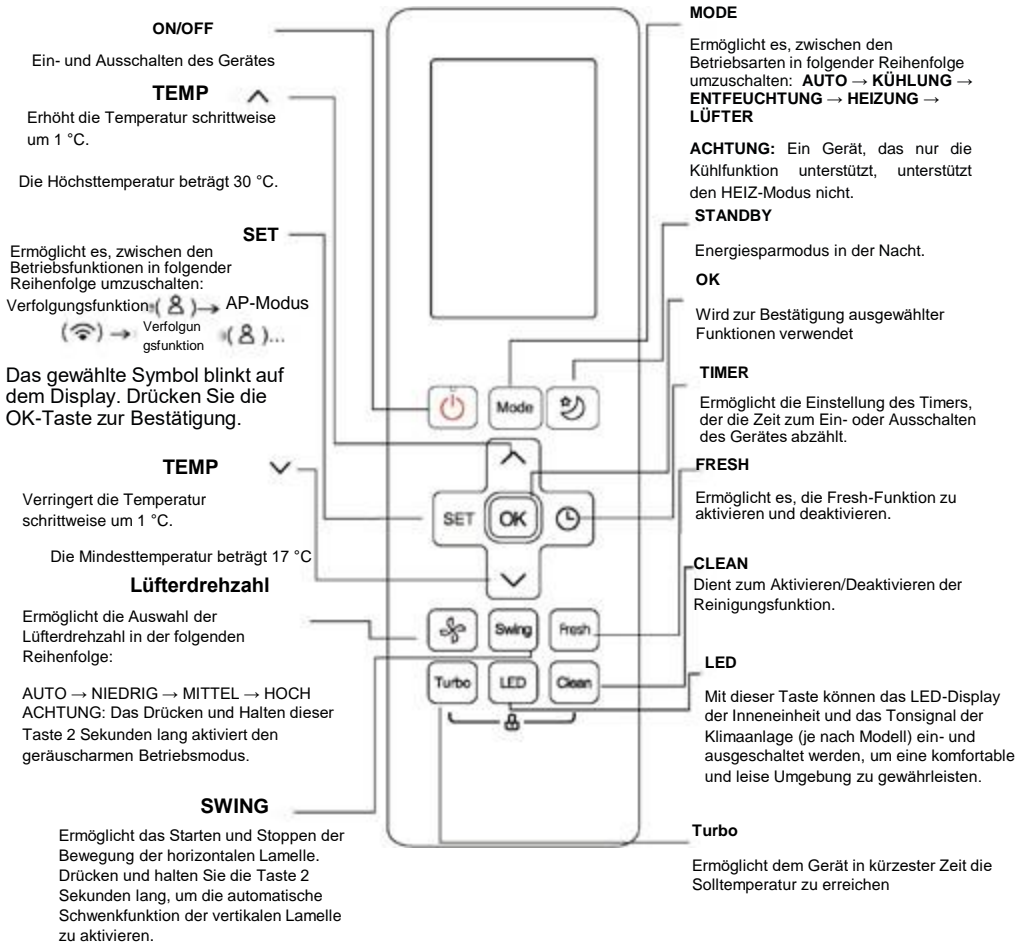 ON/OFF
Ein- und Ausschalten des Gerätes
TEMP
Erhöht die Temperatur schrittweise
um 1 °C.
Die Höchsttemperatur beträgt 30 °C.
SET
Ermöglicht es, zwischen den
Betriebsfunktionen in folgender
Reihenfolge umzuschalten:
Verfolgungsfunktion ( ) → AP-Modus
( ) → Verfolgun
gsfunktion ( )...
Das gewählte Symbol blinkt auf
dem Display. Drücken Sie die
OK-Taste zur Bestätigung.
TEMP
Verringert die Temperatur
schrittweise um 1 °C.
Die Mindesttemperatur beträgt 17 °C
Lüfterdrehzahl
Ermöglicht die Auswahl der
Lüfterdrehzahl in der folgenden
Reihenfolge:
AUTO → NIEDRIG → MITTEL → HOCH
ACHTUNG: Das Drücken und Halten dieser
Taste 2 Sekunden lang aktiviert den
geräuscharmen Betriebsmodus.
SWING
Ermöglicht das Starten und Stoppen der
Bewegung der horizontalen Lamelle.
Drücken und halten Sie die Taste 2
Sekunden lang, um die automatische
Schwenkfunktion der vertikalen Lamelle
zu aktivieren.
Mode
SET OK
Swing Fresh
Turbo LED Clean
MODE
Ermöglicht es, zwischen den
Betriebsarten in folgender Reihenfolge
umzuschalten: AUTO → KÜHLUNG →
ENTFEUCHTUNG → HEIZUNG →
LÜFTER
ACHTUNG: Ein Gerät, das nur die
Kühlfunktion unterstützt, unterstützt
den HEIZ-Modus nicht.
STANDBY
Energiesparmodus in der Nacht.
OK
Wird zur Bestätigung ausgewählter
Funktionen verwendet
TIMER
Ermöglicht die Einstellung des Timers,
der die Zeit zum Ein- oder Ausschalten
des Gerätes abzählt.
FRESH
Ermöglicht es, die Fresh-Funktion zu
aktivieren und deaktivieren.
CLEAN
Dient zum Aktivieren/Deaktivieren der
Reinigungsfunktion.
LED
Mit dieser Taste können das LED-Display
der Inneneinheit und das Tonsignal der
Klimaanlage (je nach Modell) ein- und
ausgeschaltet werden, um eine komfortable
und leise Umgebung zu gewährleisten.
Turbo
Ermöglicht dem Gerät in kürzester Zeit die
Solltemperatur zu erreichen